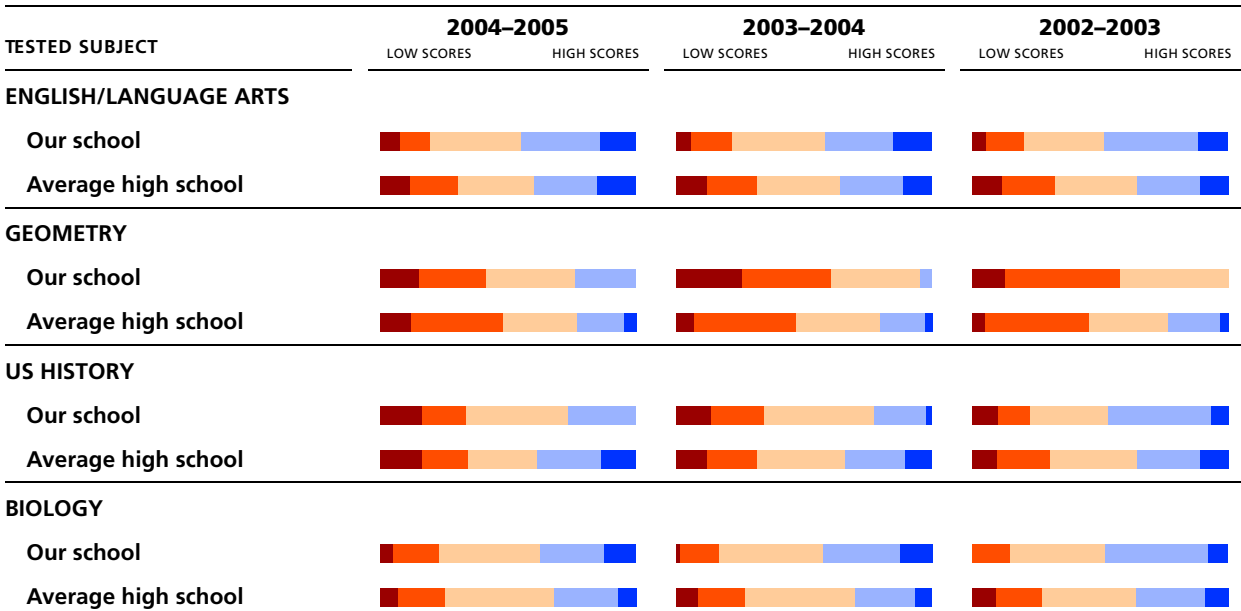 2004–2005 2003–2004 2002–2003
TESTED SUBJECT LOW SCORES HIGH SCORES LOW SCORES HIGH SCORES LOW SCORES HIGH SCORES
ENGLISH/LANGUAGE ARTS
Our school
Average high school
GEOMETRY
Our school
Average high school
US HISTORY
Our school
Average high school
BIOLOGY
Our school
Average high school